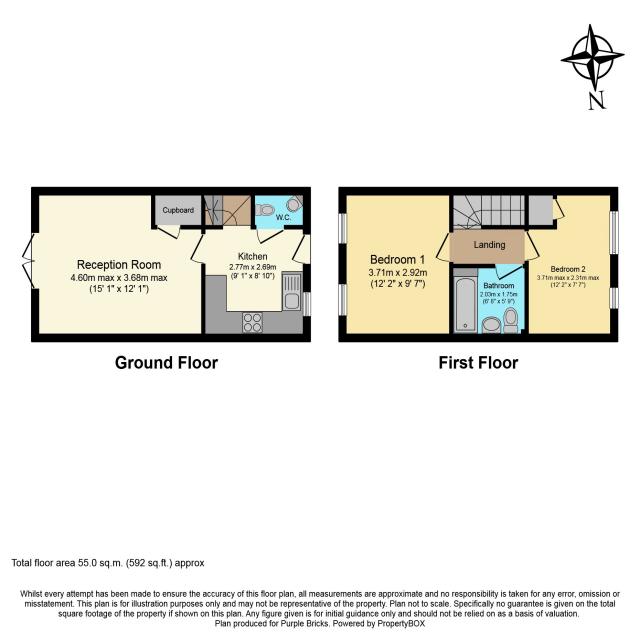 N
Cupboard
W.C.
Reception Room
4.60m max x 3.68m max
(15' 1" x 12' 1")
Kitchen
2.77m x 2.69m
(9' 1" x 8' 10")
Ground Floor
Landing
Bedroom 1
3.71m x 2.92m
(12' 2" x 9' 7")
Bathroom
2.03m x 1.75m
(6' 8" x 5' 9")
Bedroom 2
3.71m max x 2.31m max
(12' 2" x 7' 7")
First Floor
Total floor area 55.0 sq.m. (592 sq.ft.) approx
Whilst every attempt has been made to ensure the accuracy of this floor plan, all measurements are approximate and no responsibility is taken for any error, omission or
misstatement. This plan is for illustration purposes only and may not be representative of the property. Plan not to scale. Specifically no guarantee is given on the total
square footage of the property if shown on this plan. Any figure given is for initial guidance only and should not be relied on as a basis of valuation.
Plan produced for Purple Bricks. Powered by PropertyBOX